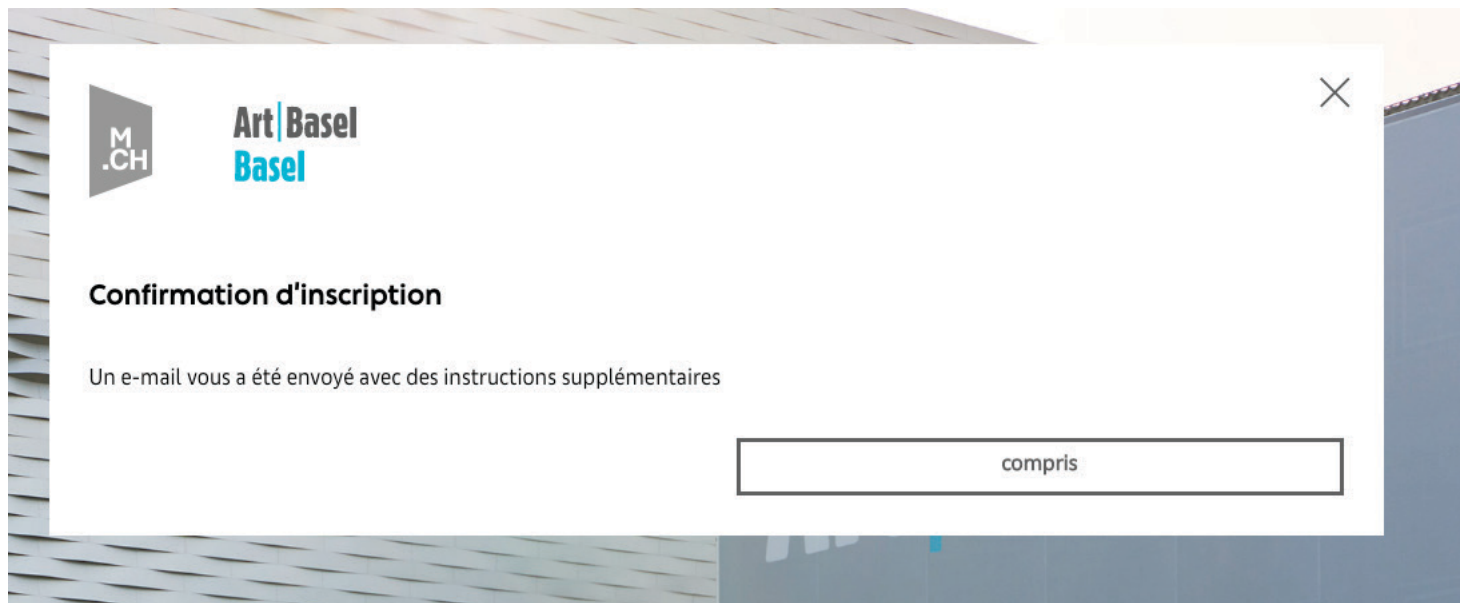 M
.CH
Art|Basel
Basel
Confirmation d'inscription
Un e-mail vous a été envoyé avec des instructions supplémentaires
compris